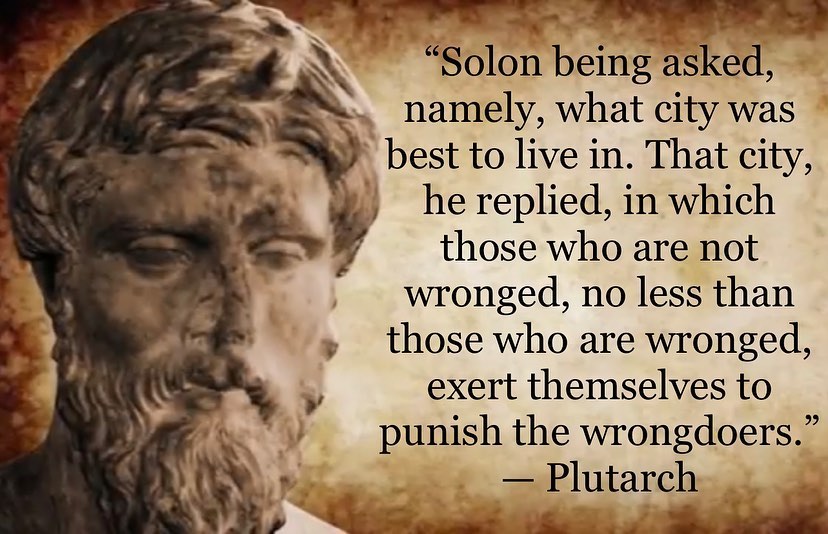 “Solon being asked,
namely, what city was
best to live in. That city,
he replied, in which
those who are not
wronged, no less than
those who are wronged,
exert themselves to
punish the wrongdoers.”
— Plutarch